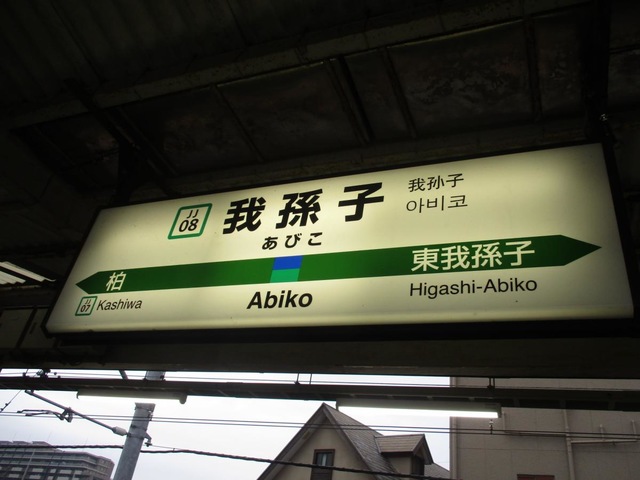 JJ
08
我孫子
我孙子
아비코
あびこ
柏
東我孫子
JJ
07
Kashiwa
Abiko
Higashi-Abiko